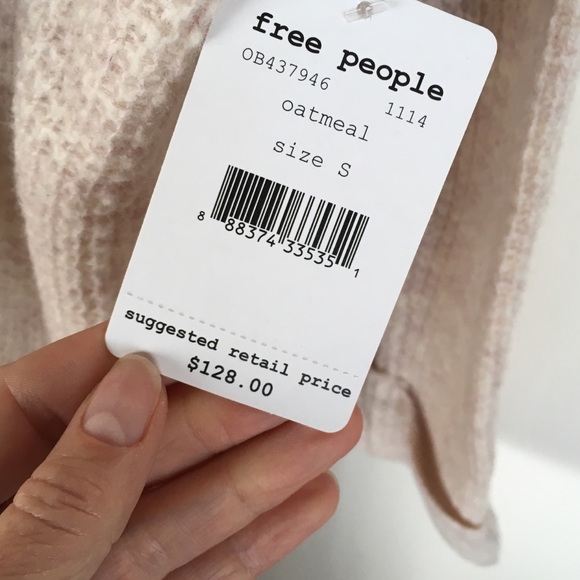 free people
OB437946 1114
oatmeal
size S
8 88374 33535 1
suggested retail price
$128.00